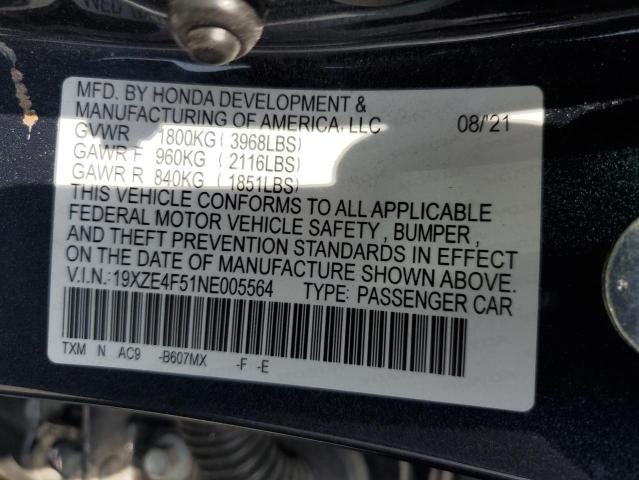 MFD. BY HONDA DEVELOPMENT &
MANUFACTURING OF AMERICA, LLC 08/'21
GVWR 1800KG ( 3968LBS)
GAWR F 960KG ( 2116LBS)
GAWR R 840KG ( 1851LBS)
THIS VEHICLE CONFORMS TO ALL APPLICABLE
FEDERAL MOTOR VEHICLE SAFETY , BUMPER ,
AND THEFT PREVENTION STANDARDS IN EFFECT
ON THE DATE OF MANUFACTURE SHOWN ABOVE.
V.I.N.:19XZE4F51NE005564 TYPE: PASSENGER CAR
TXM N AC9 -B607MX -F -E